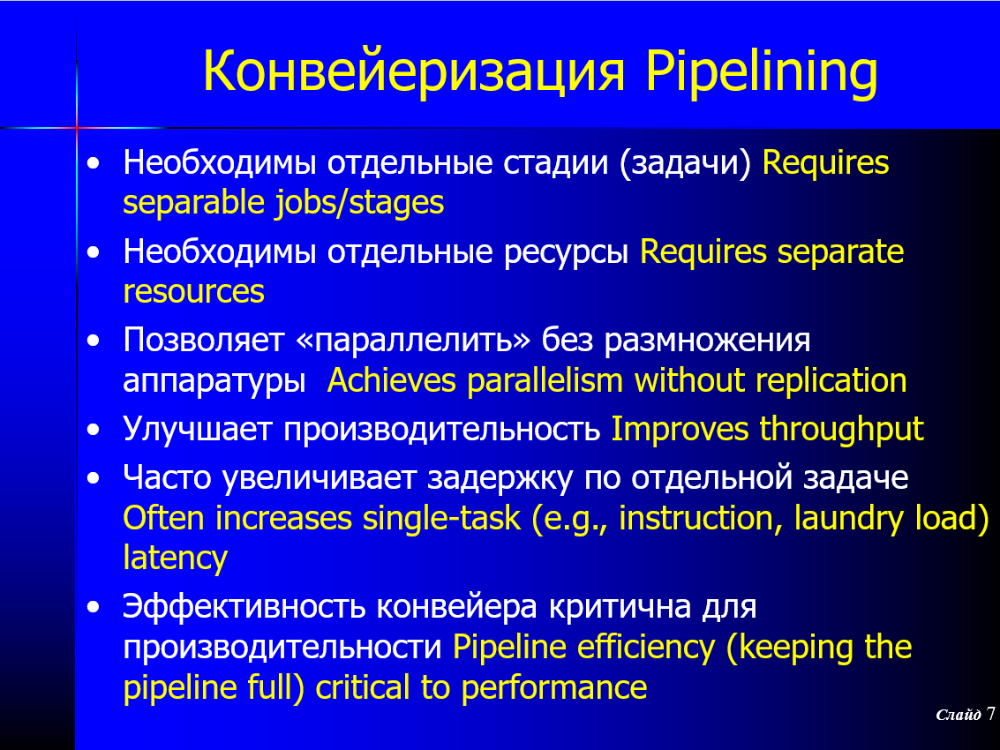 Конвейеризация Pipelining
• Необходимы отдельные стадии (задачи) Requires
separable jobs/stages
• Необходимы отдельные ресурсы Requires separate
resources
• Позволяет «параллелить» без размножения
аппаратуры  Achieves parallelism without replication
• Улучшает производительность Improves throughput
• Часто увеличивает задержку по отдельной задаче
Often increases single-task (e.g., instruction, laundry load)
latency
• Эффективность конвейера критична для
производительности Pipeline efficiency (keeping the
pipeline full) critical to performance
Слайд 7